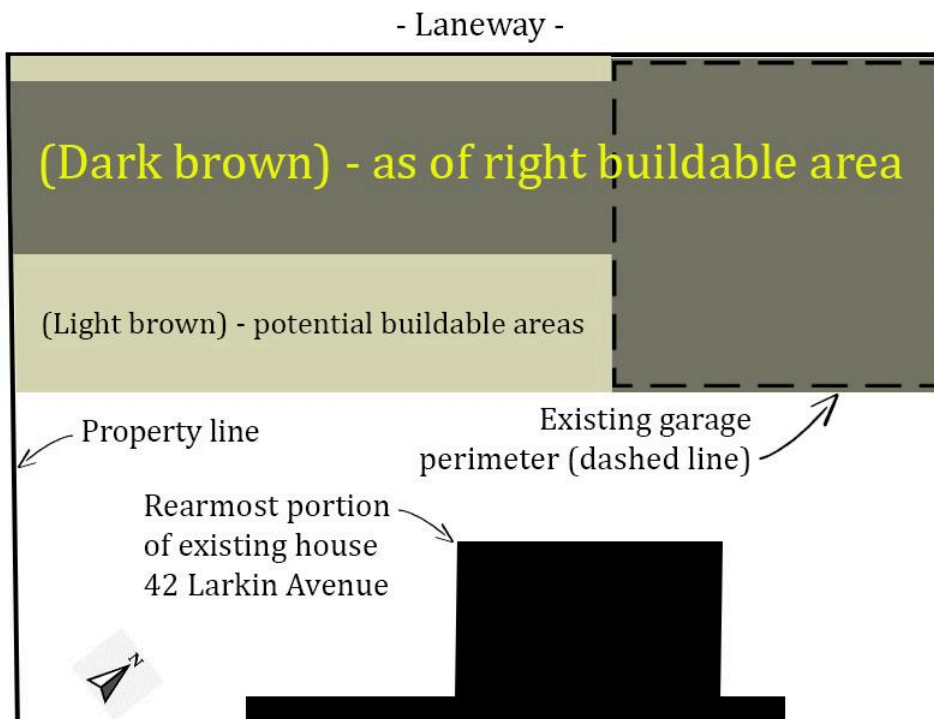 - Laneway -
(Dark brown) - as of right buildable area
(Light brown) - potential buildable areas
Property line
Existing garage
perimeter (dashed line)
Rearmost portion
of existing house
42 Larkin Avenue
N